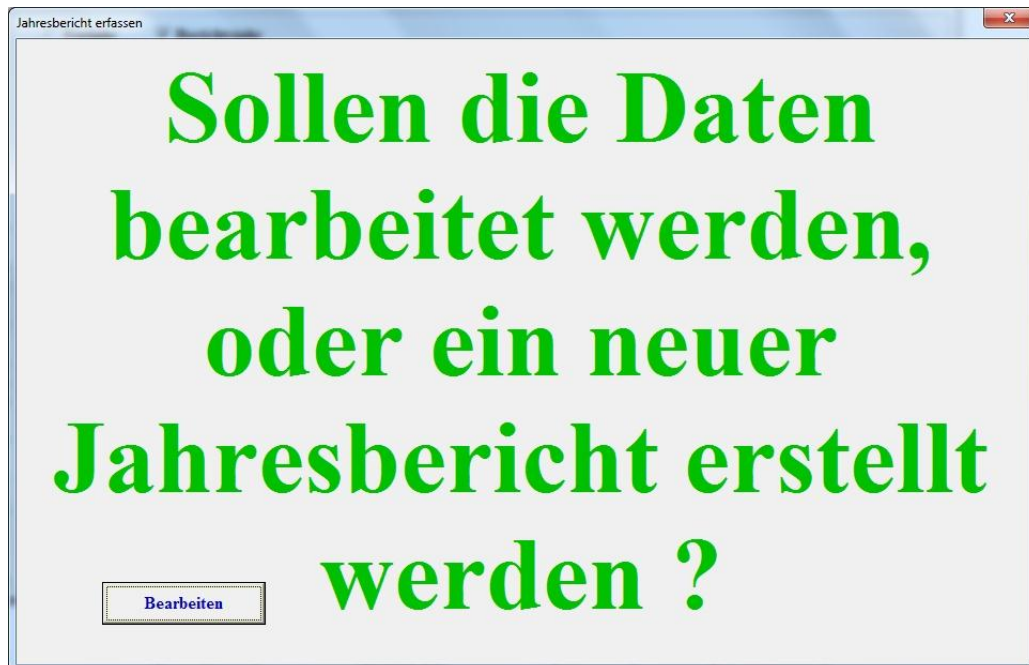 Jahresbericht erfassen
Sollen die Daten
bearbeitet werden,
oder ein neuer
Jahresbericht erstellt
werden ?
Bearbeiten